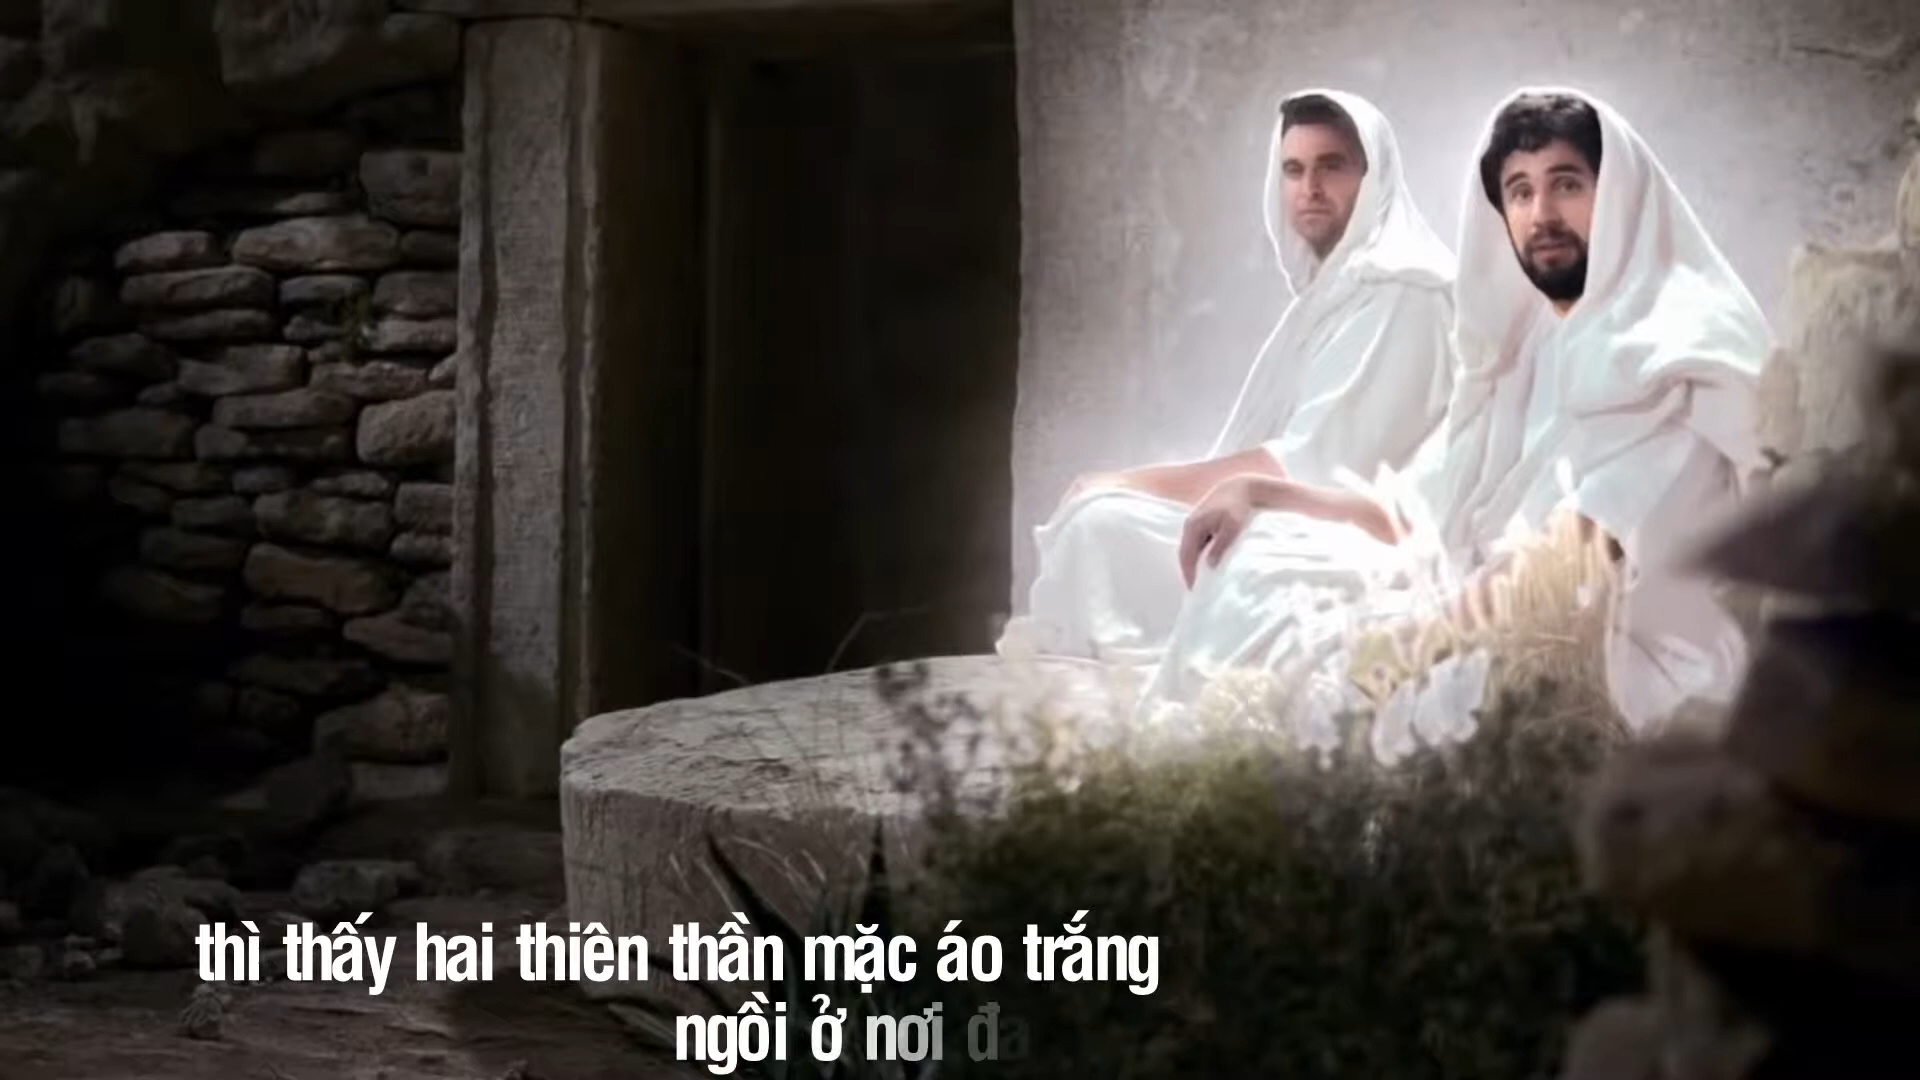 thì thấy hai thiên thần mặc áo trắng
ngồi ở nơi